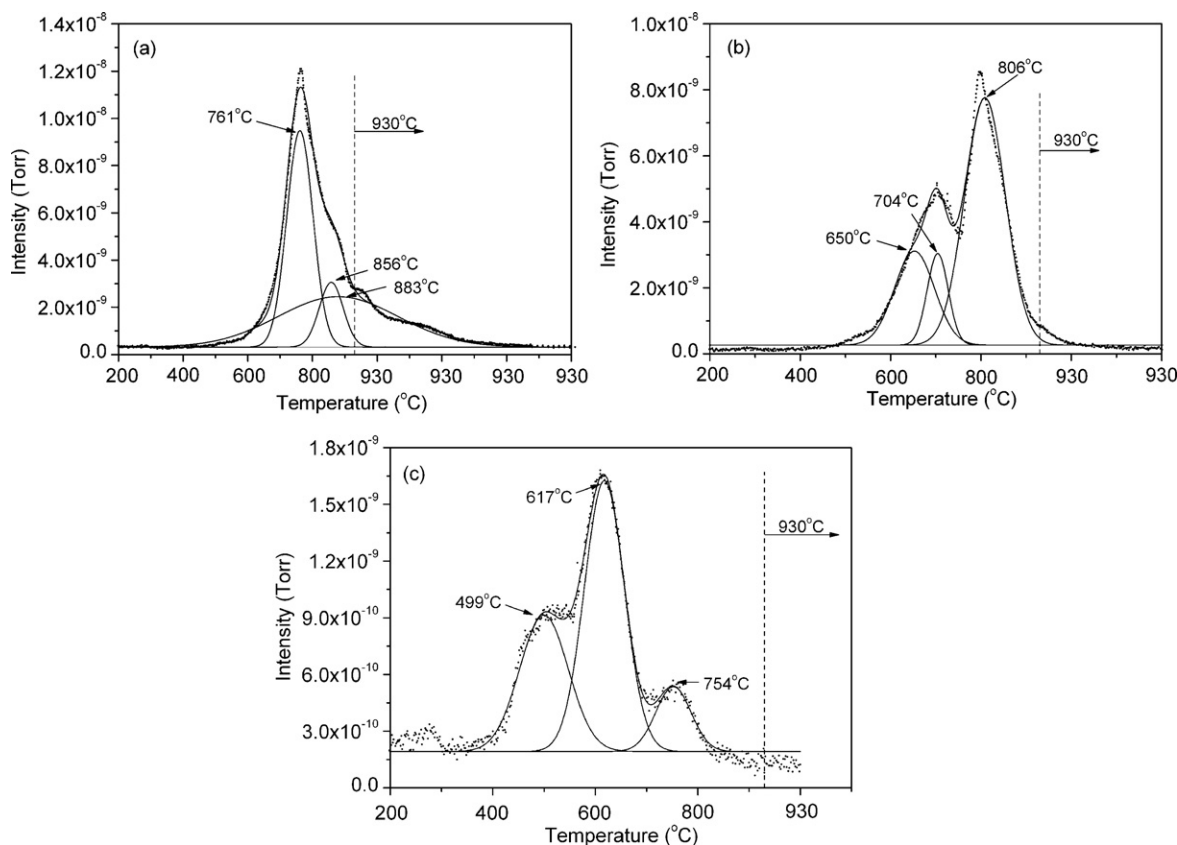 (a)
1.4x10⁻⁸
1.2x10⁻⁸
1.0x10⁻⁸
8.0x10⁻⁹
6.0x10⁻⁹
4.0x10⁻⁹
2.0x10⁻⁹
0.0
Intensity (Torr)
761°C
930°C
856°C
883°C
200 400 600 800 930 930 930 930
Temperature (°C)
(b)
1.0x10⁻⁸
8.0x10⁻⁹
6.0x10⁻⁹
4.0x10⁻⁹
2.0x10⁻⁹
0.0
Intensity (Torr)
806°C
930°C
704°C
650°C
200 400 600 800 930 930
Temperature (°C)
(c)
1.8x10⁻⁹
1.5x10⁻⁹
1.2x10⁻⁹
9.0x10⁻¹⁰
6.0x10⁻¹⁰
3.0x10⁻¹⁰
0.0
Intensity (Torr)
617°C
930°C
499°C
754°C
200 400 600 800 930
Temperature (°C)